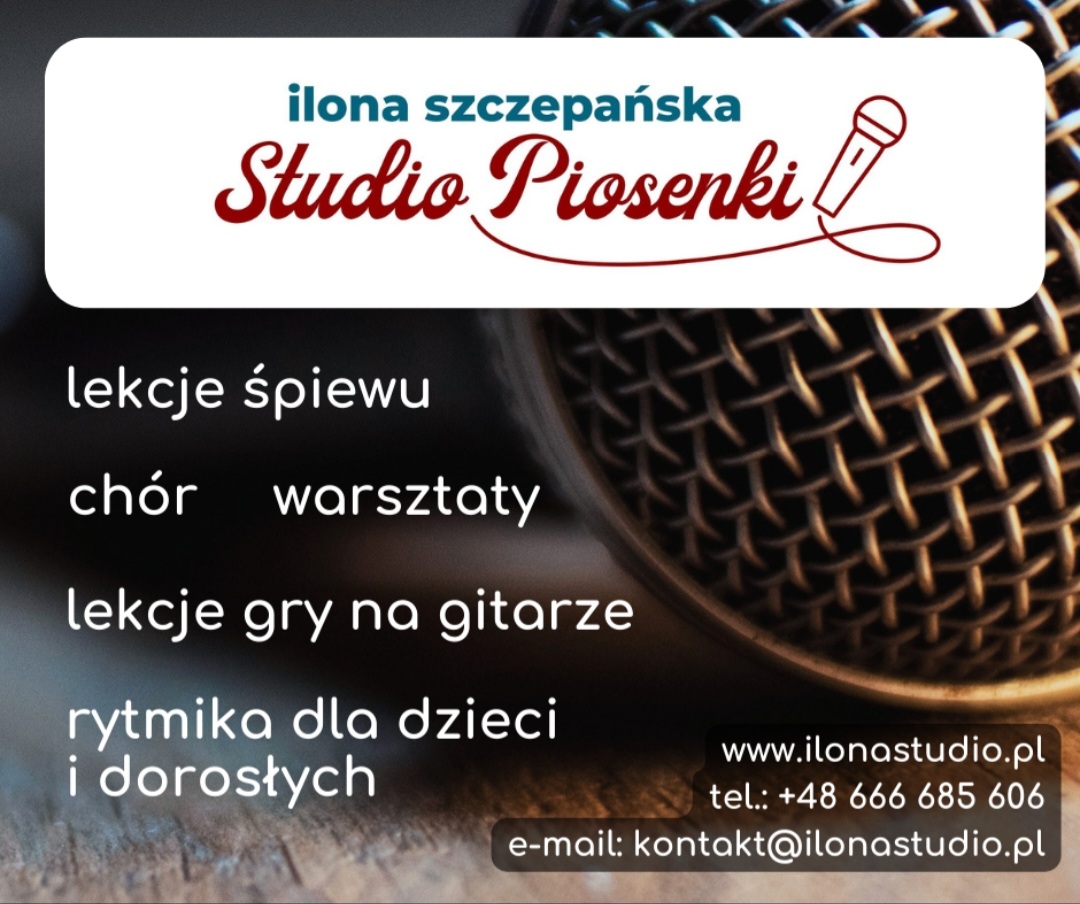 ilona szczepańska
Studio Piosenki
lekcje śpiewu
chór warsztaty
lekcje gry na gitarze
rytmika dla dzieci
i dorosłych
www.ilonastudio.pl
tel.: +48 666 685 606
e-mail: kontakt@ilonastudio.pl